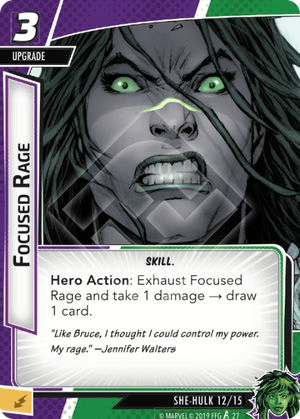 3
UPGRADE
FOCUSED RAGE
SKILL.
Hero Action: Exhaust Focused
Rage and take 1 damage → draw
1 card.
"Like Bruce, I thought I could control my power.
My rage." —Jennifer Walters
SHE-HULK 12/15
© MARVEL © 2019 FFG A 27